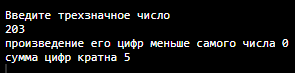 Введите трехзначное число
203
произведение его цифр меньше самого числа 0
сумма цифр кратна 5